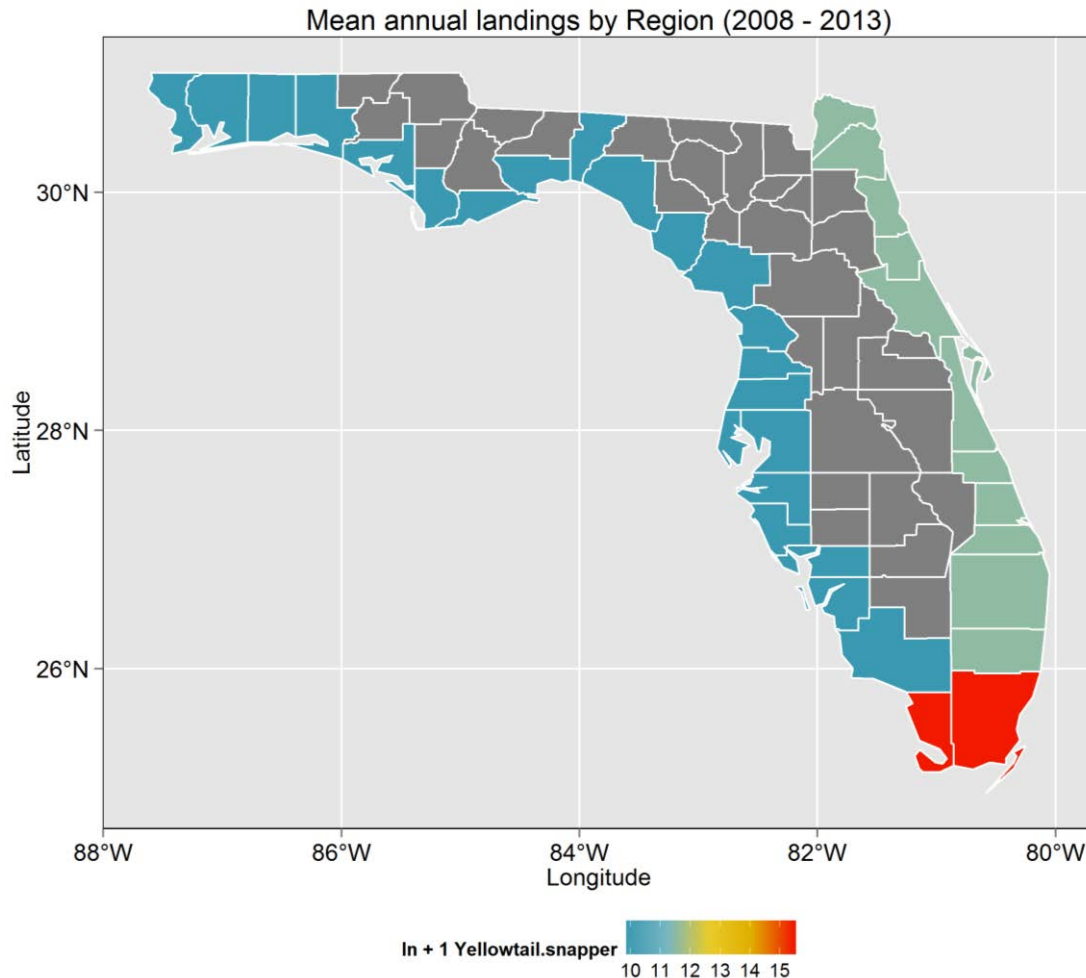 Mean annual landings by Region (2008 - 2013)
30°N
28°N
26°N
Latitude
88°W 86°W 84°W 82°W 80°W
Longitude
ln + 1 Yellowtail.snapper
10 11 12 13 14 15